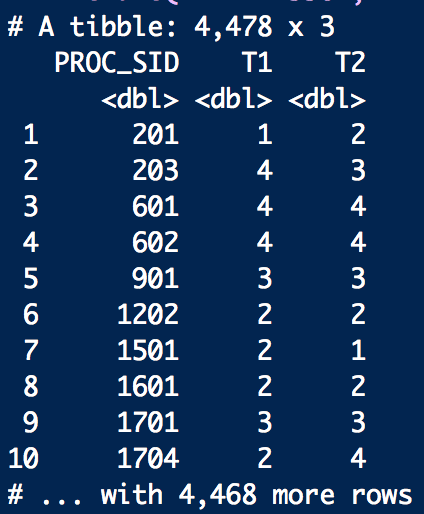 # A tibble: 4,478 x 3
PROC_SID T1 T2
<dbl> <dbl> <dbl>
1 201 1 2
2 203 4 3
3 601 4 4
4 602 4 4
5 901 3 3
6 1202 2 2
7 1501 2 1
8 1601 2 2
9 1701 3 3
10 1704 2 4
# ... with 4,468 more rows